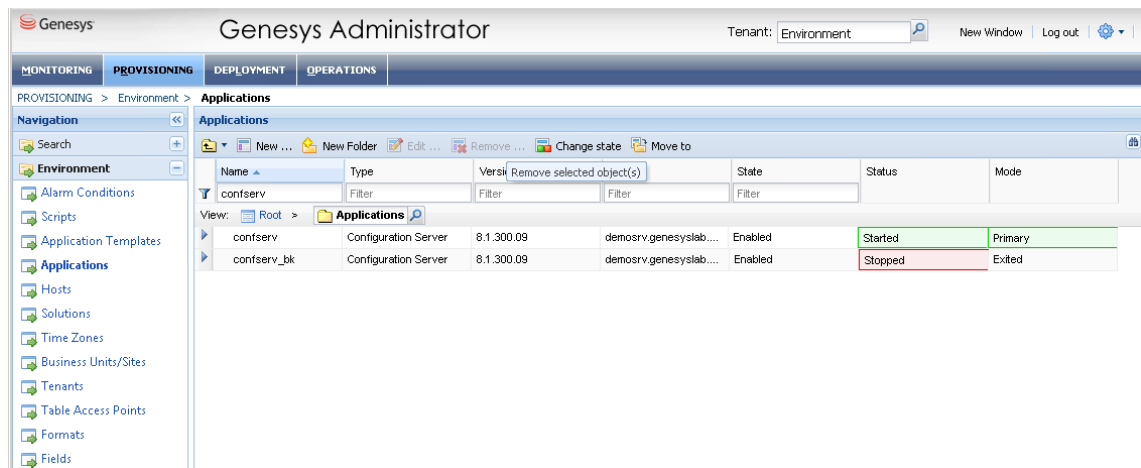 Genesys Genesys Administrator Tenant: Environment New Window Log out
MONITORING PROVISIONING DEPLOYMENT OPERATIONS
PROVISIONING > Environment > Applications
Navigation Applications
Search New ... New Folder Edit ... Remove ... Change state Move to
Environment Name Type Versi Remove selected object(s) State Status Mode
Alarm Conditions confserv Filter Filter Filter Filter
Scripts View: Root > Applications
Application Templates confserv Configuration Server 8.1.300.09 demosrv.genesyslab.... Enabled Started Primary
Applications confserv_bk Configuration Server 8.1.300.09 demosrv.genesyslab.... Enabled Stopped Exited
Hosts
Solutions
Time Zones
Business Units/Sites
Tenants
Table Access Points
Formats
Fields